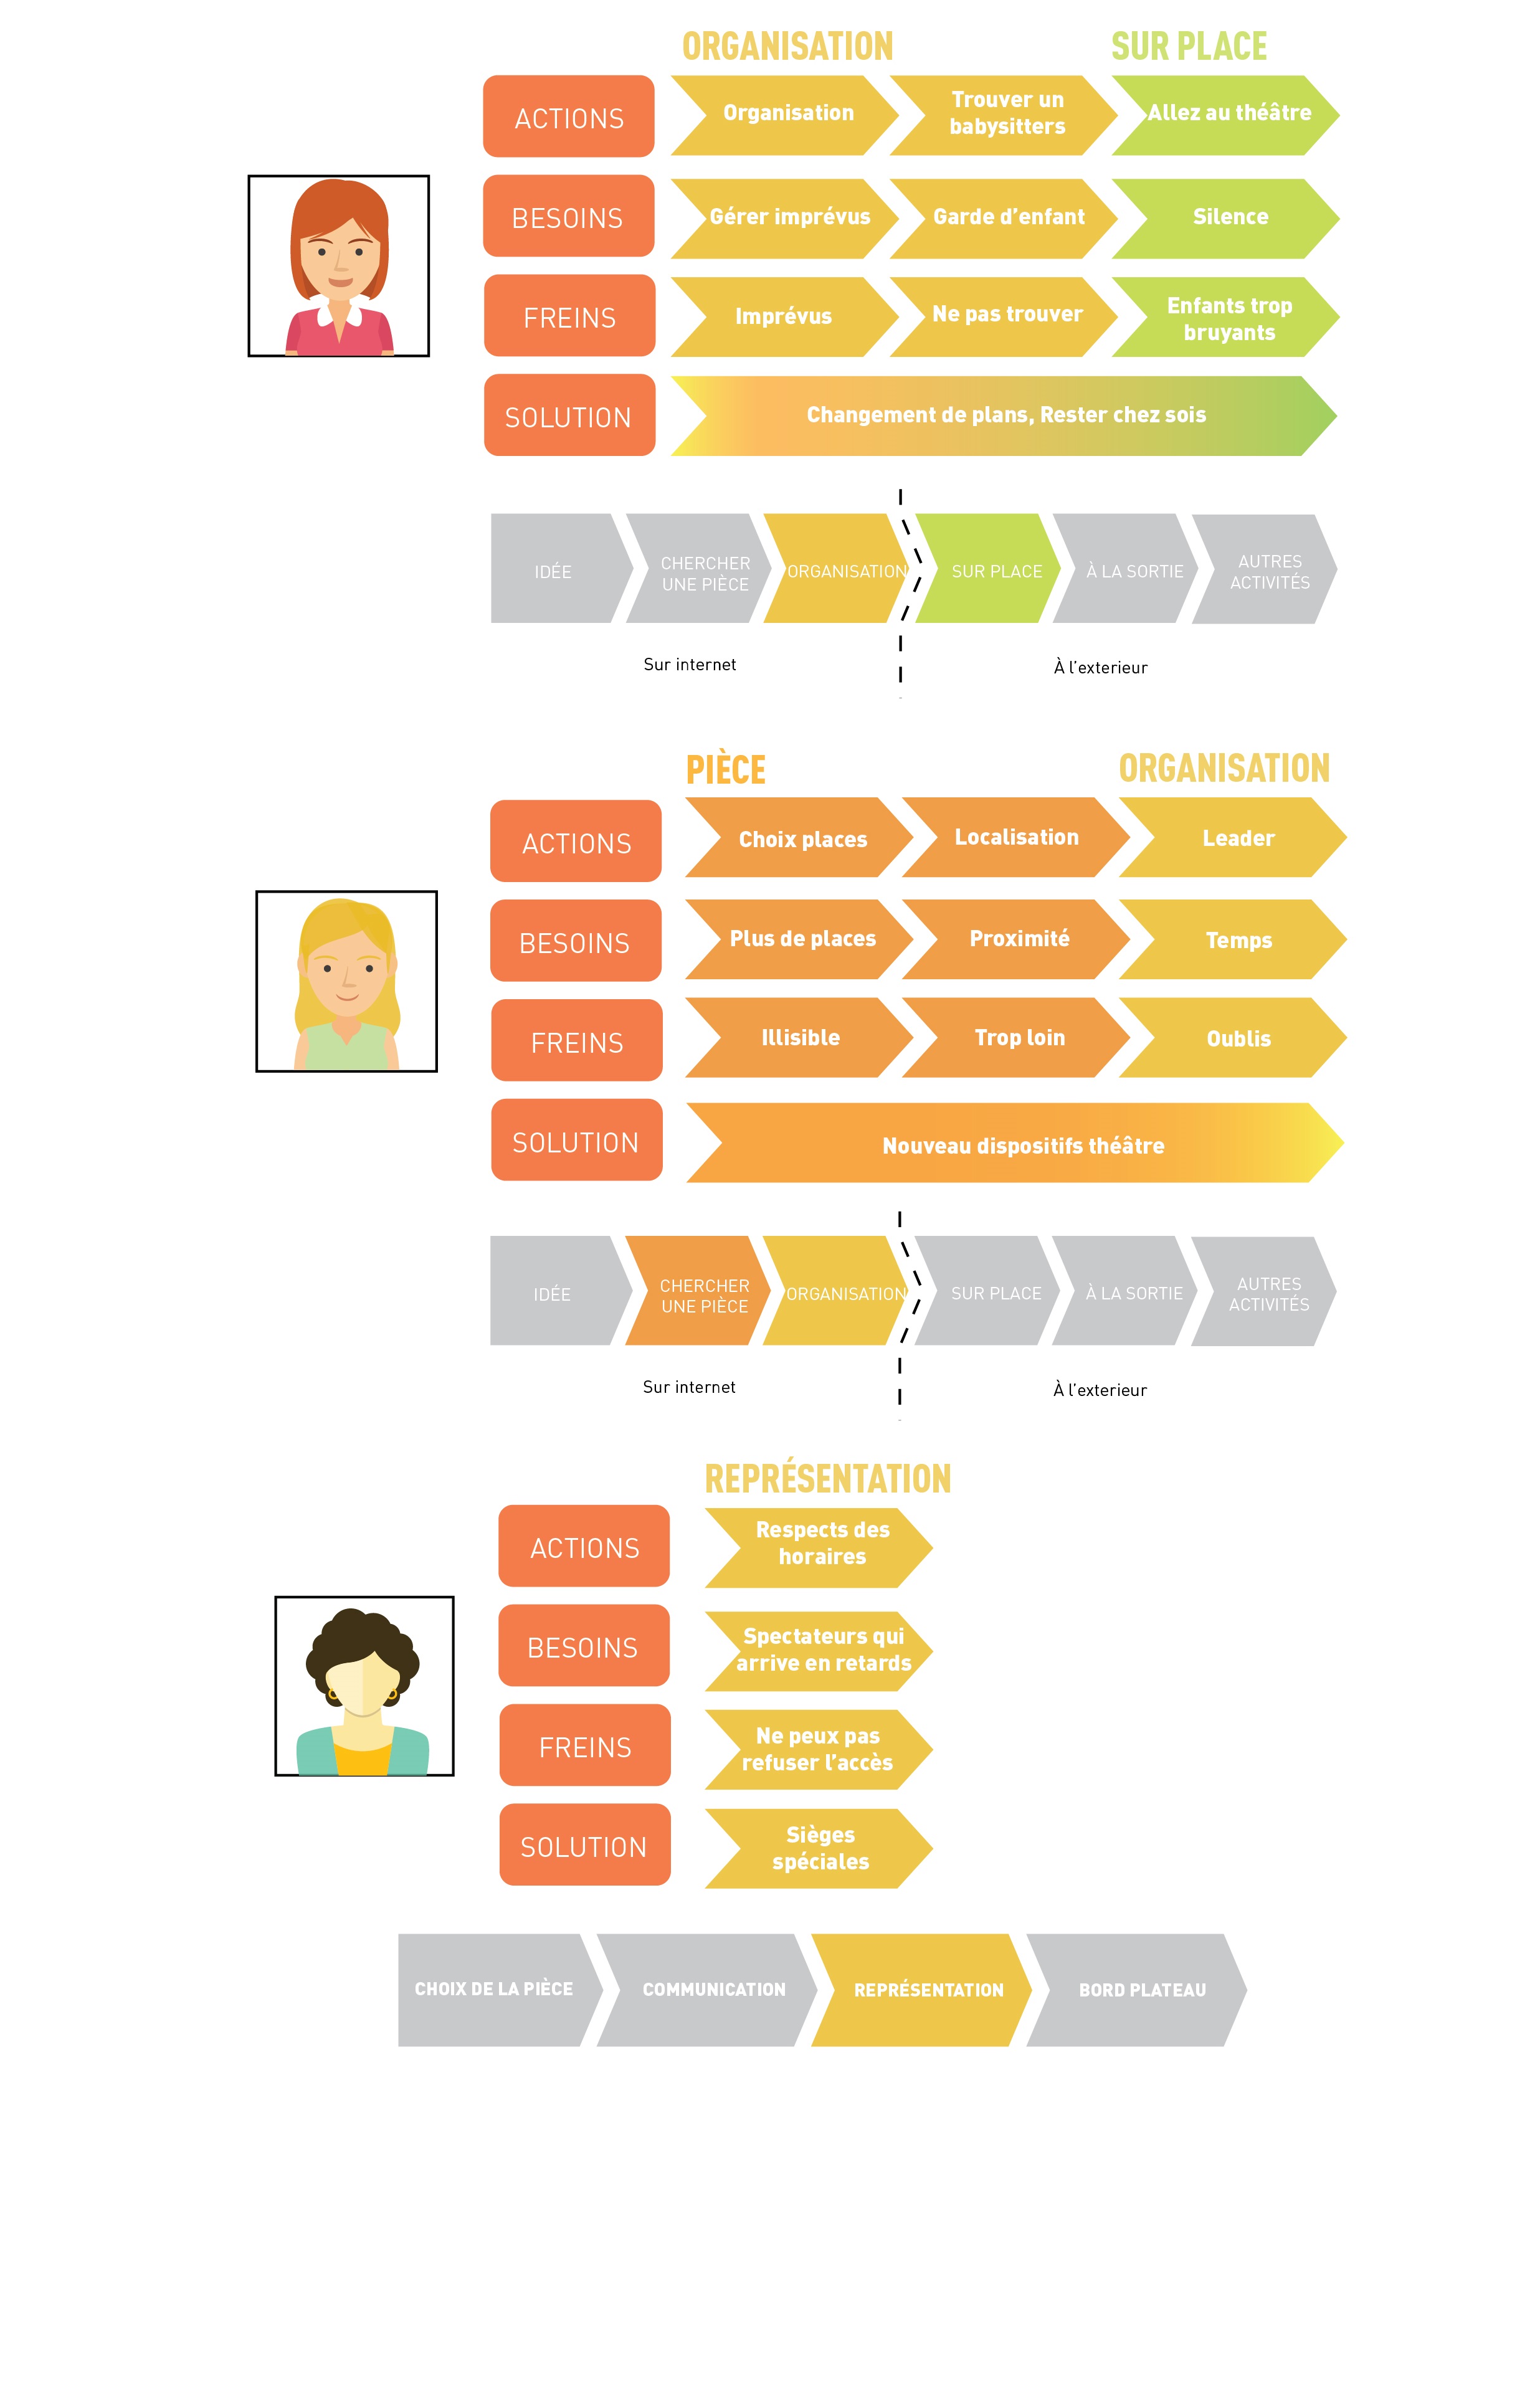 ORGANISATION
SUR PLACE
ACTIONS
Organisation
Trouver un
babysitters
Allez au théâtre
BESOINS
Gérer imprévus
Garde d'enfant
Silence
FREINS
Imprévus
Ne pas trouver
Enfants trop
bruyants
SOLUTION
Changement de plans, Rester chez sois
IDÉE
CHERCHER
UNE PIÈCE
ORGANISATION
SUR PLACE
À LA SORTIE
AUTRES
ACTIVITÉS
Sur internet
À l'exterieur
PIÈCE
ORGANISATION
ACTIONS
Choix places
Localisation
Leader
BESOINS
Plus de places
Proximité
Temps
FREINS
Illisible
Trop loin
Oublis
SOLUTION
Nouveau dispositifs théâtre
IDÉE
CHERCHER
UNE PIÈCE
ORGANISATION
SUR PLACE
À LA SORTIE
AUTRES
ACTIVITÉS
Sur internet
À l'exterieur
REPRÉSENTATION
ACTIONS
Respects des
horaires
BESOINS
Spectateurs qui
arrive en retards
FREINS
Ne peux pas
refuser l'accès
SOLUTION
Sièges
spéciales
CHOIX DE LA PIÈCE
COMMUNICATION
REPRÉSENTATION
BORD PLATEAU